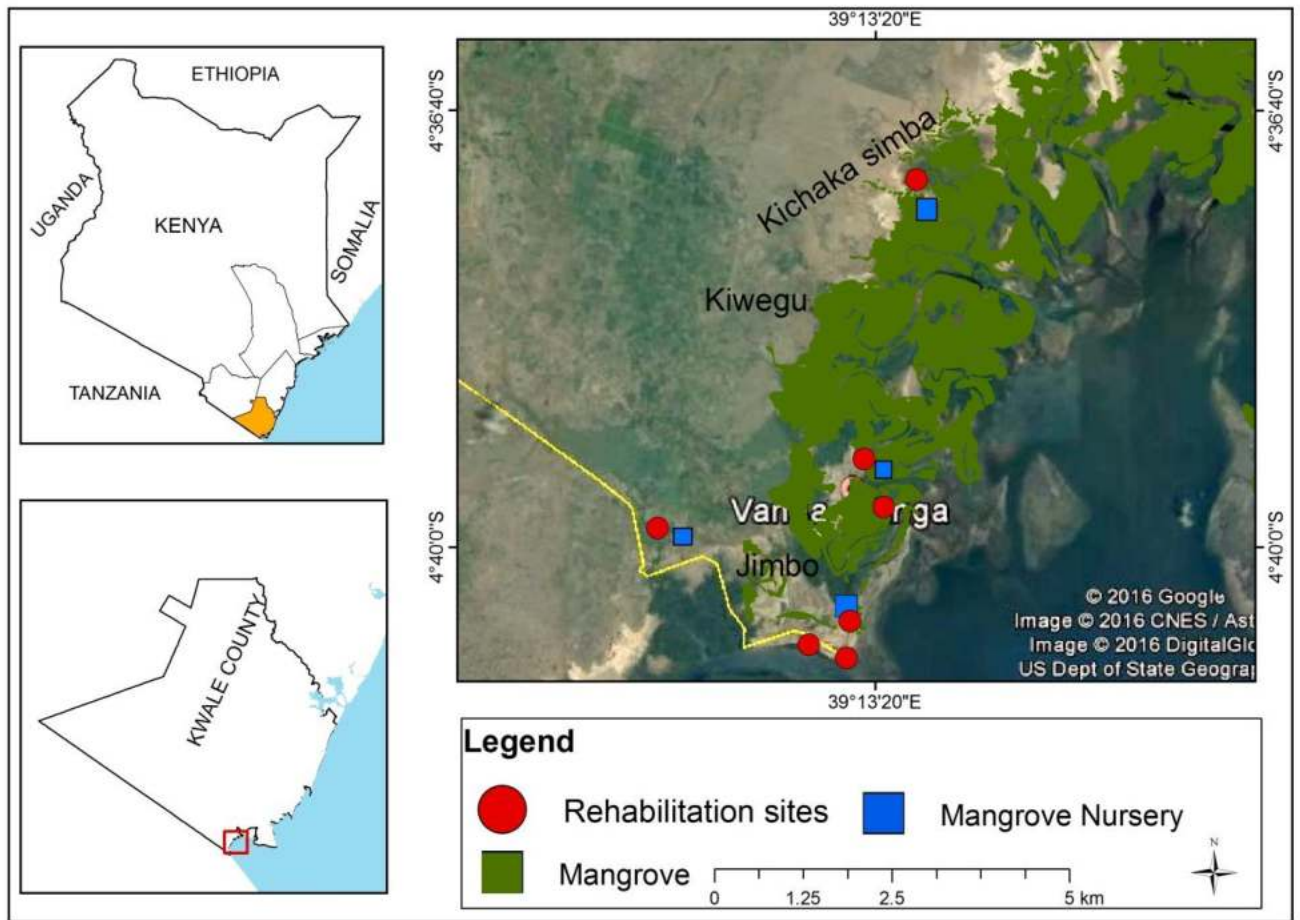 ETHIOPIA
UGANDA
KENYA
SOMALIA
TANZANIA
KWALE COUNTY
39°13'20"E
4°36'40"S
4°36'40"S
Kichaka simba
Kiwegu
Jimbo
4°40'0"S
4°40'0"S
© 2016 Google
Image © 2016 CNES / Ast
Image © 2016 DigitalGlo
US Dept of State Geograp
39°13'20"E
Legend
Rehabilitation sites
Mangrove Nursery
Mangrove
0 1.25 2.5 5 km
N